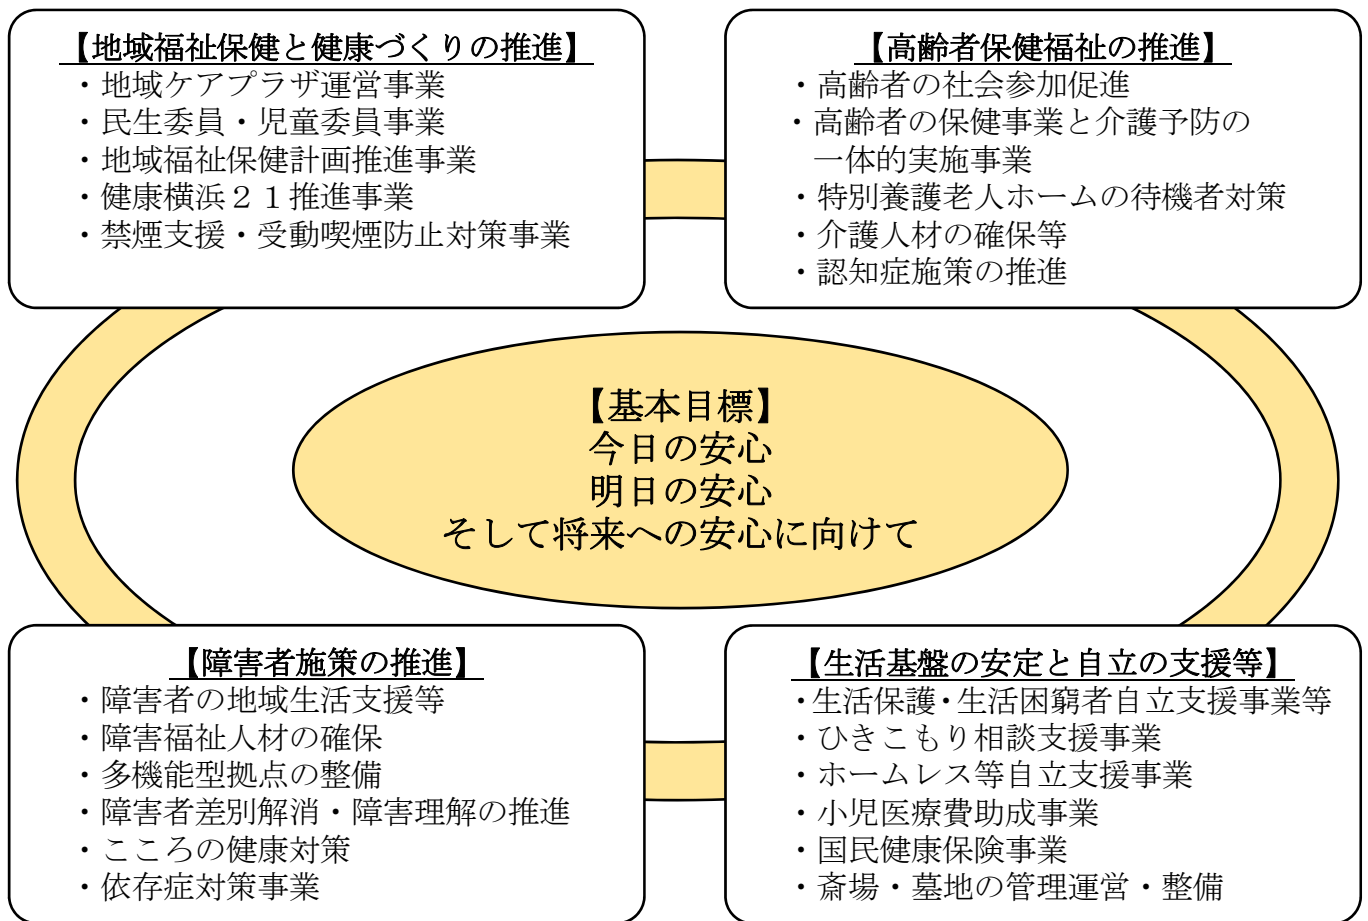 【地域福祉保健と健康づくりの推進】
・地域ケアプラザ運営事業
・民生委員・児童委員事業
・地域福祉保健計画推進事業
・健康横浜２１推進事業
・禁煙支援・受動喫煙防止対策事業
【高齢者保健福祉の推進】
・高齢者の社会参加促進
・高齢者の保健事業と介護予防の
一体的実施事業
・特別養護老人ホームの待機者対策
・介護人材の確保等
・認知症施策の推進
【基本目標】
今日の安心
明日の安心
そして将来への安心に向けて
【障害者施策の推進】
・障害者の地域生活支援等
・障害福祉人材の確保
・多機能型拠点の整備
・障害者差別解消・障害理解の推進
・こころの健康対策
・依存症対策事業
【生活基盤の安定と自立の支援等】
・生活保護・生活困窮者自立支援事業等
・ひきこもり相談支援事業
・ホームレス等自立支援事業
・小児医療費助成事業
・国民健康保険事業
・斎場・墓地の管理運営・整備